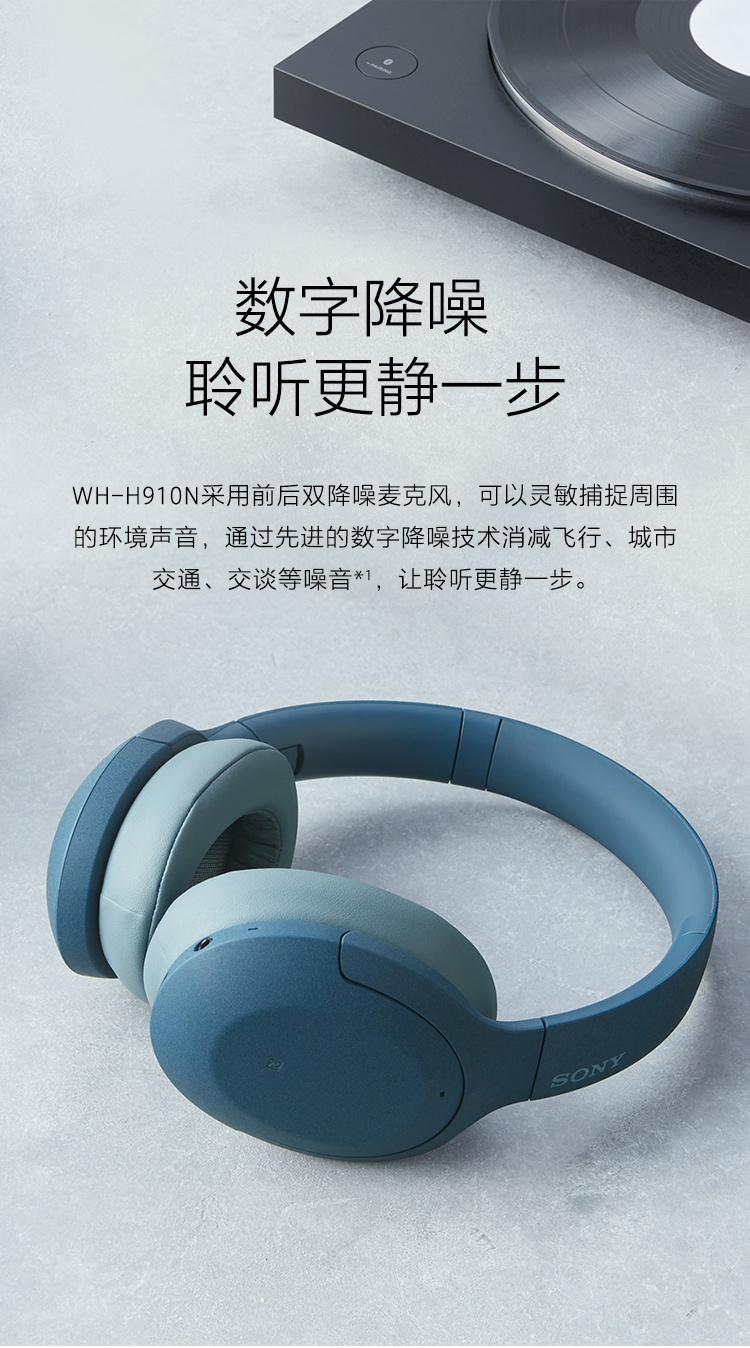 数字降噪
聆听更静一步
WH-H910N采用前后双降噪麦克风，可以灵敏捕捉周围
的环境声音，通过先进的数字降噪技术消减飞行、城市
交通、交谈等噪音*1，让聆听更静一步。
SONY